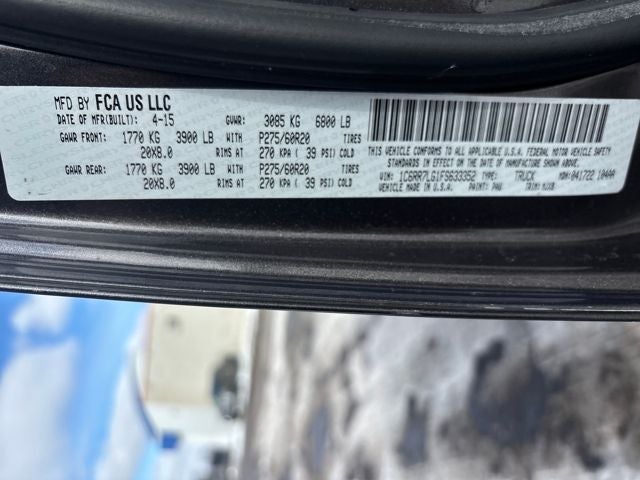 MFD BY FCA US LLC
DATE OF MFR(BUILT): 4-15 GVWR: 3085 KG 6800 LB
GAWR FRONT: 1770 KG 3900 LB WITH P275/60R20 TIRES
20X8.0 RIMS AT 270 KPA ( 39 PSI) COLD
GAWR REAR: 1770 KG 3900 LB WITH P275/60R20 TIRES
20X8.0 RIMS AT 270 KPA ( 39 PSI) COLD
THIS VEHICLE CONFORMS TO ALL APPLICABLE U.S.A. FEDERAL MOTOR VEHICLE SAFETY
STANDARDS IN EFFECT ON THE DATE OF MANUFACTURE SHOWN ABOVE.
VIN: 1C6RR7LG1FS633352 TYPE: TRUCK MDH: 041722 10AAA
VEHICLE MADE IN U.S.A. PAINT: PAU TRIM: